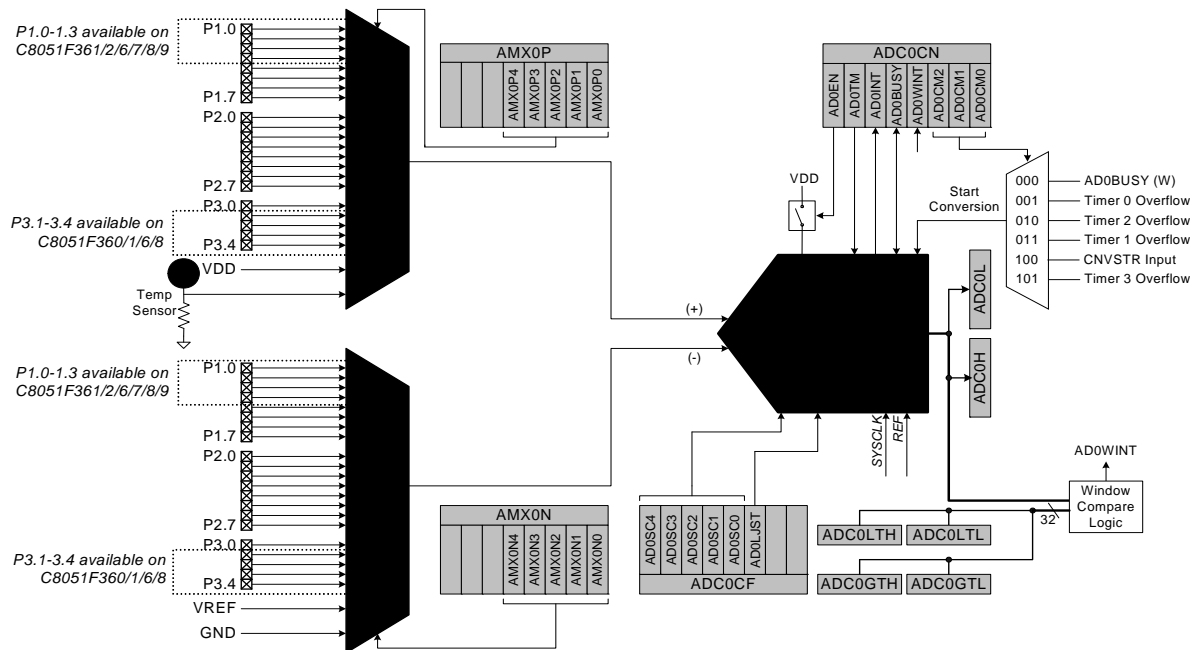 P1.0-1.3 available on
C8051F361/2/6/7/8/9
P1.0
P1.7
P2.0
P2.7
P3.0
P3.1-3.4 available on
C8051F360/1/6/8
P3.4
VDD
Temp
Sensor
AMX0P
AMX0P4
AMX0P3
AMX0P2
AMX0P1
AMX0P0
ADC0CN
AD0EN
AD0TM
AD0INT
AD0BUSY
AD0WINT
AD0CM2
AD0CM1
AD0CM0
VDD
Start
Conversion
000
AD0BUSY (W)
001
Timer 0 Overflow
010
Timer 2 Overflow
011
Timer 1 Overflow
100
CNVSTR Input
101
Timer 3 Overflow
(+)
(-)
ADC0L
ADC0H
SYSCLK
REF
P1.0-1.3 available on
C8051F361/2/6/7/8/9
P1.0
P1.7
P2.0
P2.7
P3.0
P3.1-3.4 available on
C8051F360/1/6/8
P3.4
VREF
GND
AMX0N
AMX0N4
AMX0N3
AMX0N2
AMX0N1
AMX0N0
AD0SC4
AD0SC3
AD0SC2
AD0SC1
AD0SC0
AD0LJST
ADC0CF
AD0WINT
Window
Compare
Logic
32
ADC0LTH
ADC0LTL
ADC0GTH
ADC0GTL